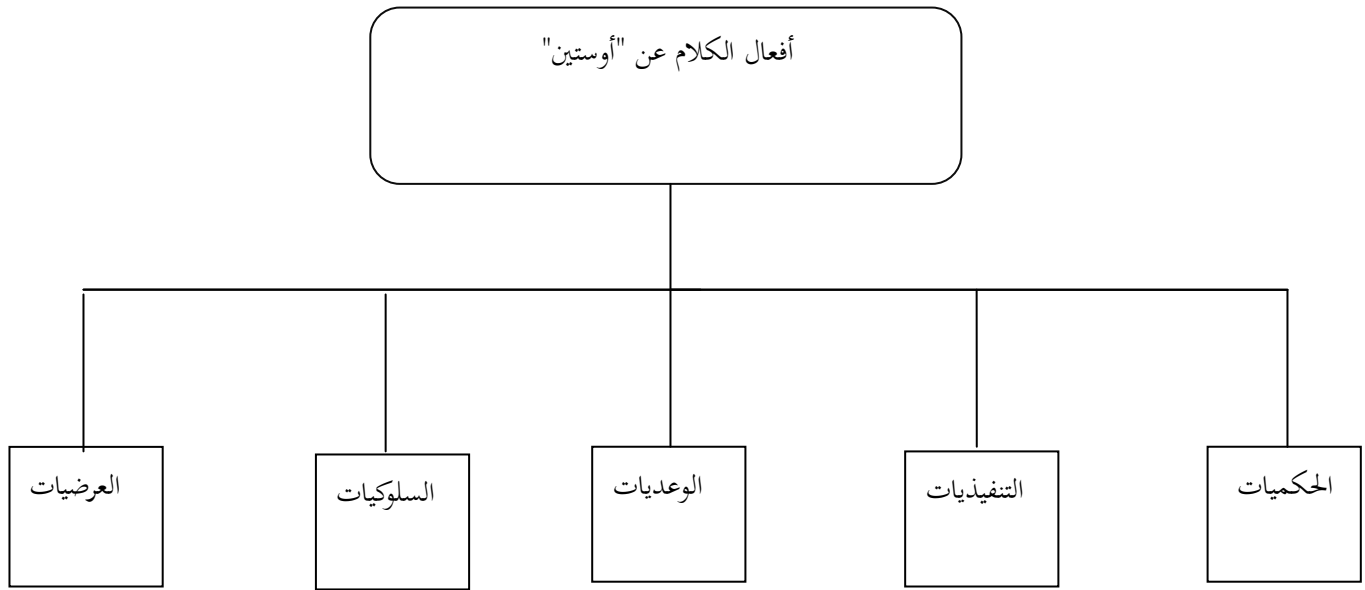 أفعال الكلام عن "أوستين"
الحكميات
التنفيذيات
الوعديات
السلوكيات
العرضيات